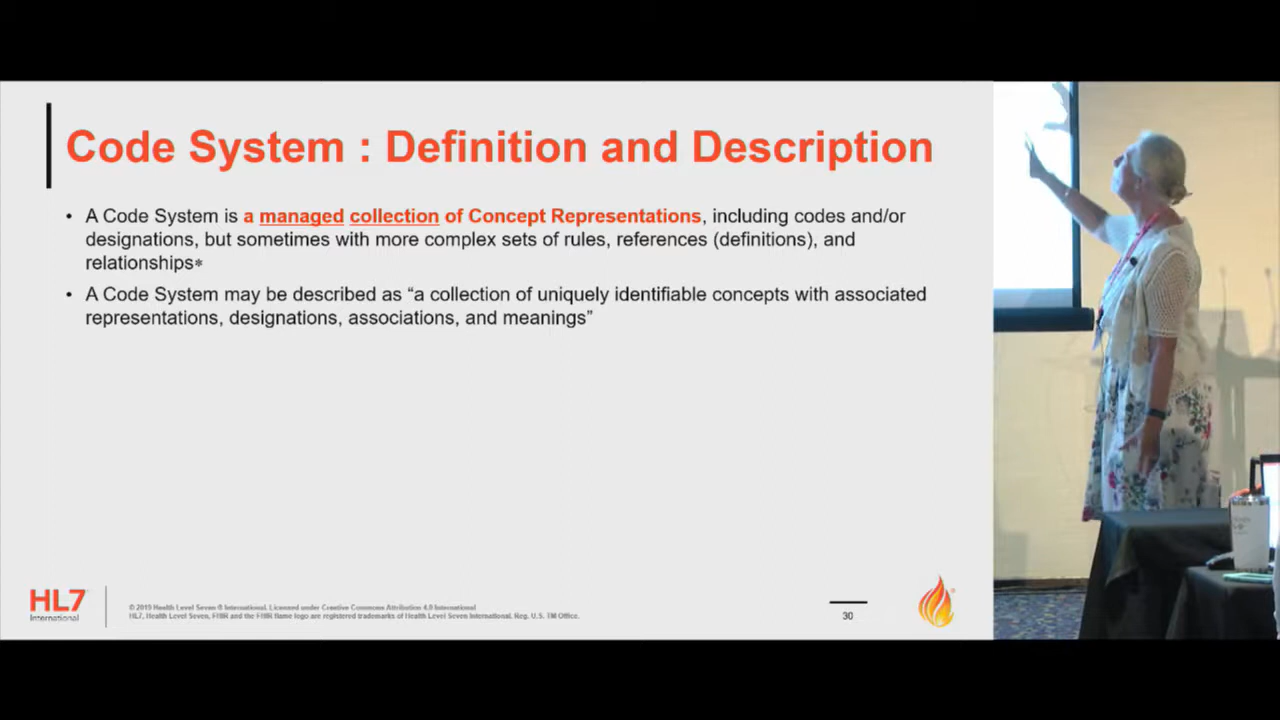 Code System : Definition and Description
• A Code System is a managed collection of Concept Representations, including codes and/or
designations, but sometimes with more complex sets of rules, references (definitions), and
relationships*
• A Code System may be described as “a collection of uniquely identifiable concepts with associated
representations, designations, associations, and meanings”
HL7
International
© 2019 Health Level Seven ® International. Licensed under Creative Commons Attribution 4.0 International
HL7, Health Level Seven, FHIR and the FHIR flame logo are registered trademarks of Health Level Seven International. Reg. U.S. TM Office.
30